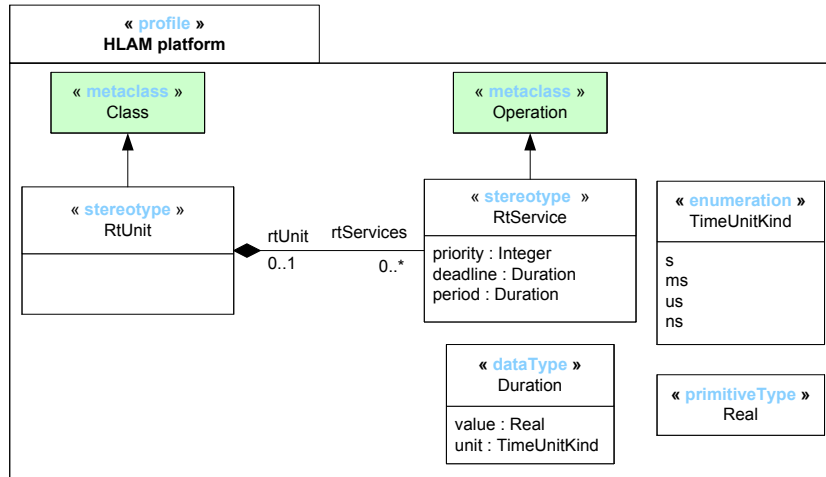 « profile »
HLAM platform
« metaclass »
Class
« metaclass »
Operation
« stereotype »
RtUnit
rtUnit
0..1
rtServices
0..*
« stereotype »
RtService
priority : Integer
deadline : Duration
period : Duration
« enumeration »
TimeUnitKind
s
ms
us
ns
« dataType »
Duration
value : Real
unit : TimeUnitKind
« primitiveType »
Real